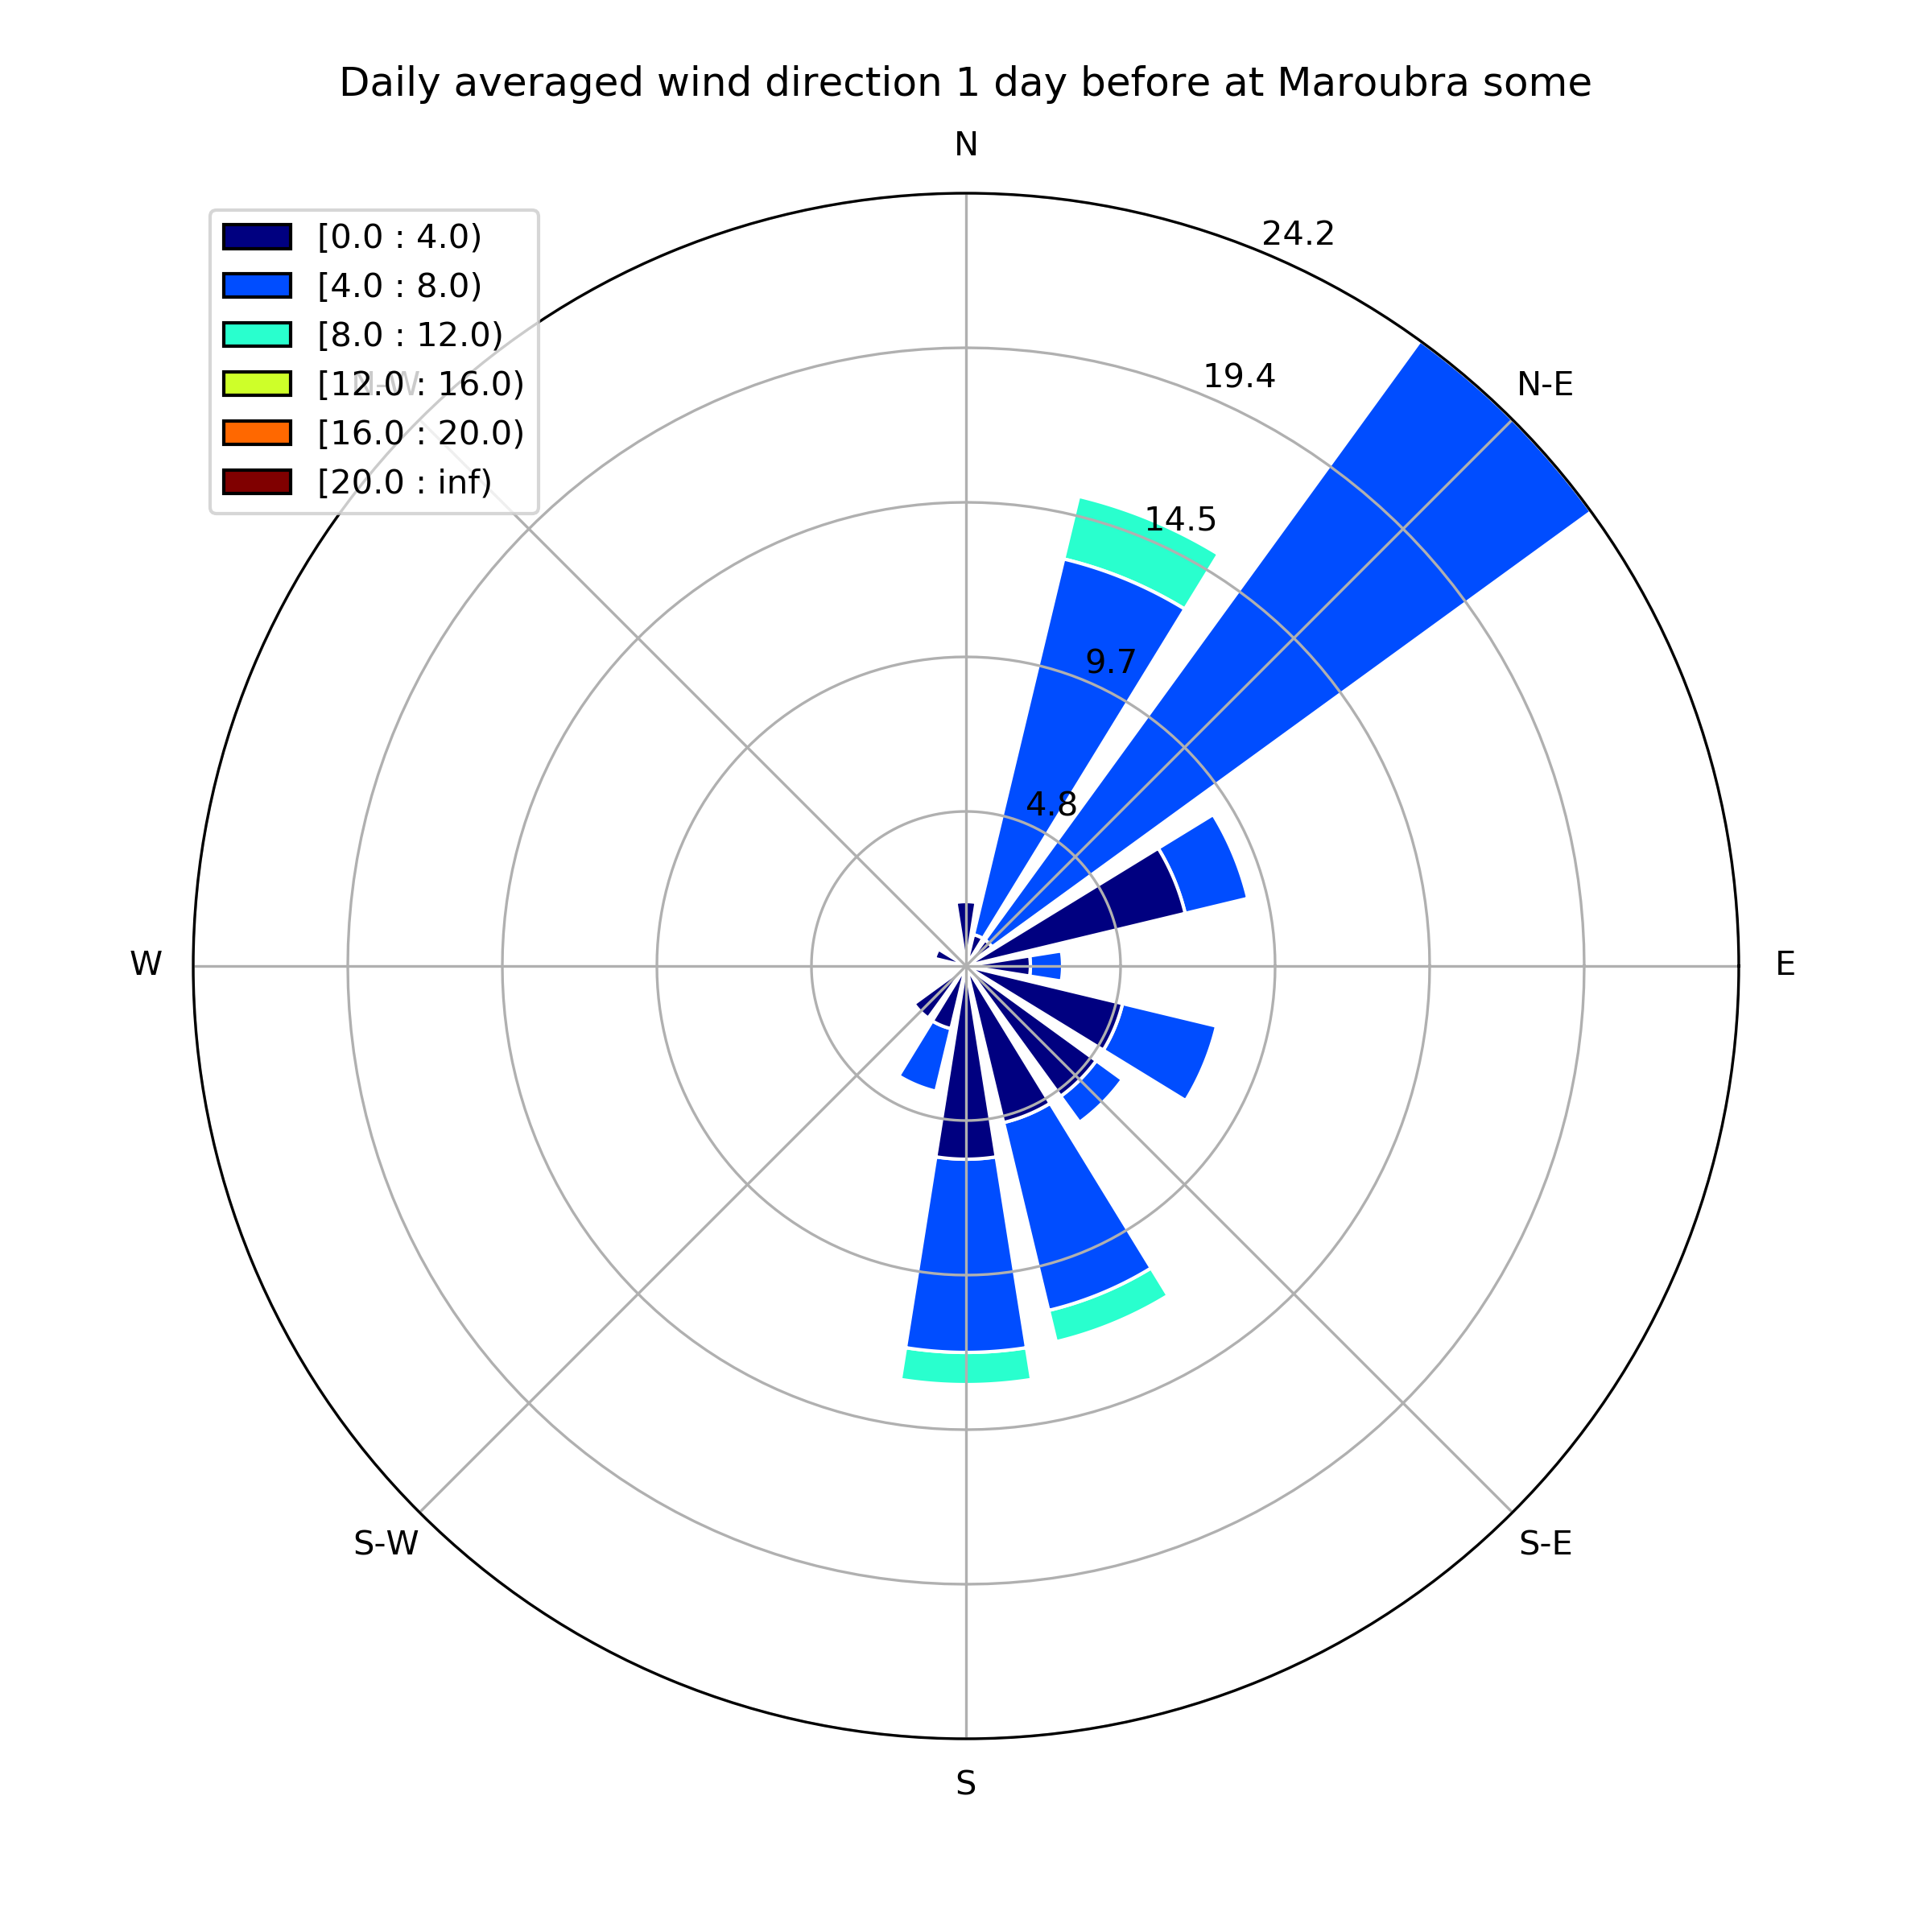 Daily averaged wind direction 1 day before at Maroubra some
N
24.2
[0.0 : 4.0)
[4.0 : 8.0)
[8.0 : 12.0)
[12.0 : 16.0)
[16.0 : 20.0)
[20.0 : inf)
N-W
19.4
N-E
14.5
9.7
4.8
W
E
S-W
S-E
S